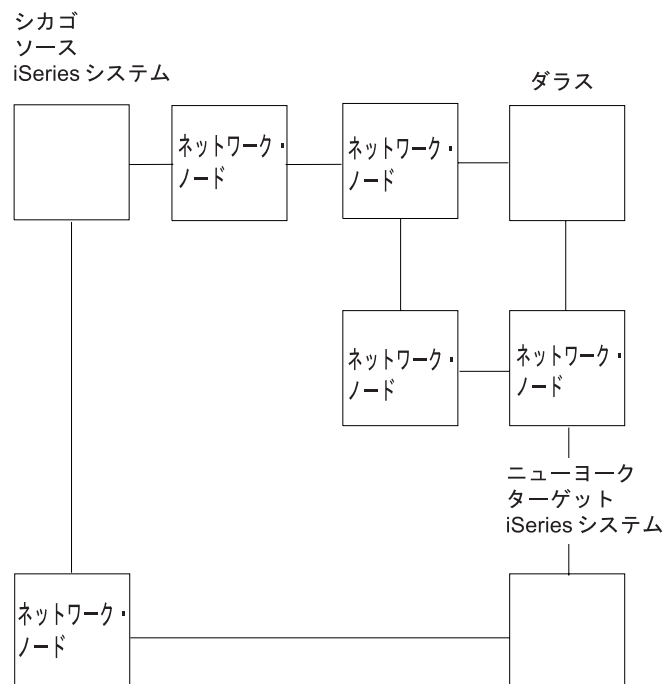 シカゴ
ソース
iSeries システム
ダラス
ネットワーク・
ノード
ネットワーク・
ノード
ネットワーク・
ノード
ネットワーク・
ノード
ニューヨーク
ターゲット
iSeries システム
ネットワーク・
ノード